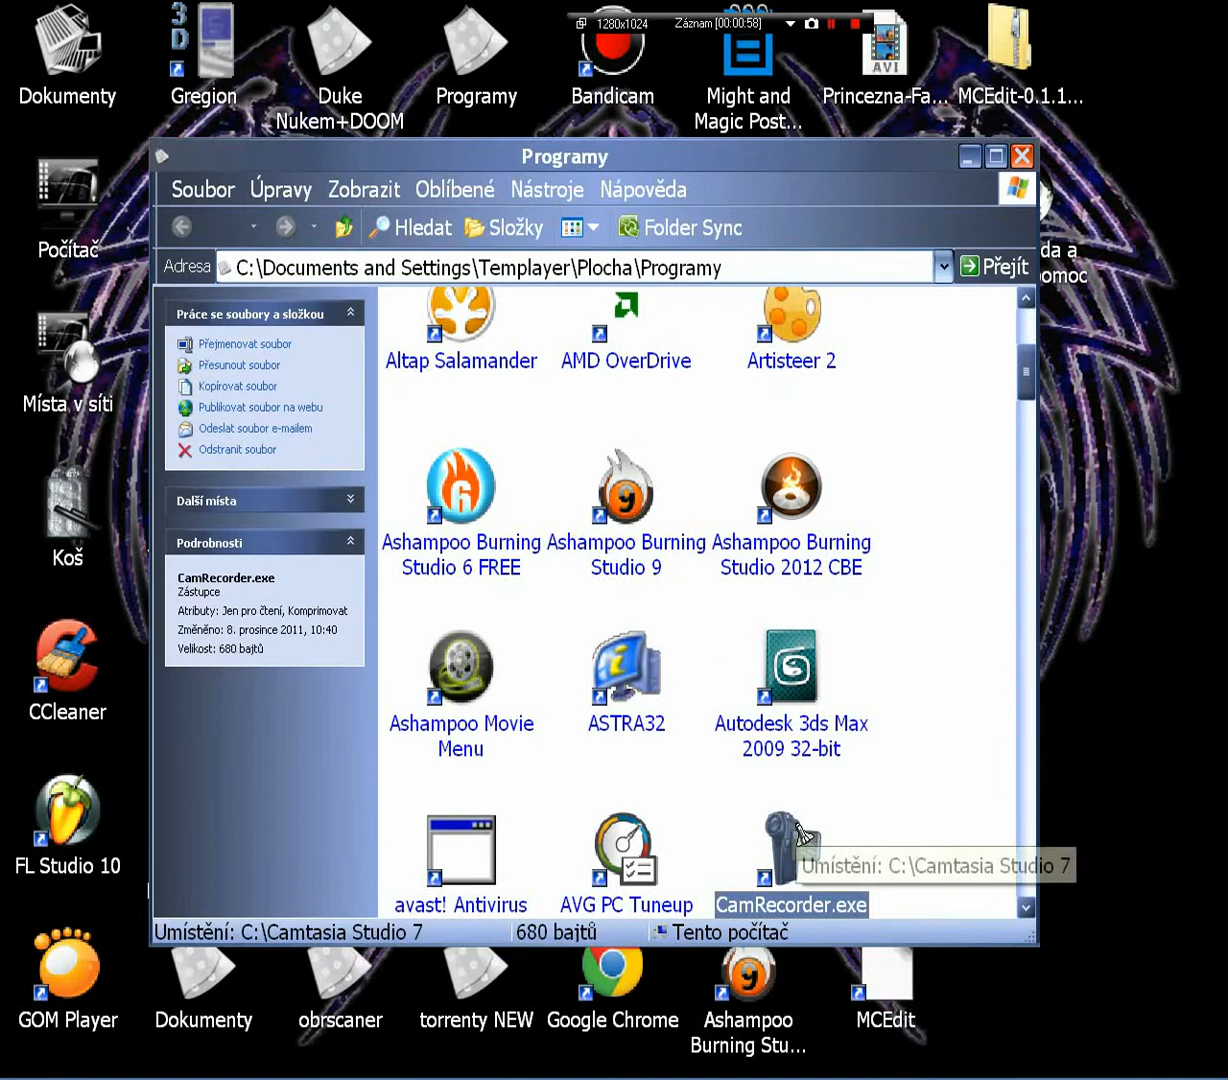 1280x1024 Záznam [00:00:58]
3D
AVI
Dokumenty
Gregion
Duke
Nukem+DOOM
Programy
Bandicam
Might and
Magic Post...
Princezna-Fa...
MCEdit-0.1.1...
Programy
Soubor Úpravy Zobrazit Oblíbené Nástroje Nápověda
Hledat Složky Folder Sync
Adresa C:\Documents and Settings\Templayer\Plocha\Programy Přejít
Počítač
Místa v síti
Koš
CCleaner
FL Studio 10
GOM Player
da a
omoc
Práce se soubory a složkou
Přejmenovat soubor
Přesunout soubor
Kopírovat soubor
Publikovat soubor na webu
Odeslat soubor e-mailem
Odstranit soubor
Další místa
Podrobnosti
CamRecorder.exe
Zástupce
Atributy: Jen pro čtení, Komprimovat
Změněno: 8. prosince 2011, 10:40
Velikost: 680 bajtů
Altap Salamander
AMD OverDrive
Artisteer 2
Ashampoo Burning
Studio 6 FREE
Ashampoo Burning
Studio 9
Ashampoo Burning
Studio 2012 CBE
Ashampoo Movie
Menu
ASTRA32
Autodesk 3ds Max
2009 32-bit
avast! Antivirus
AVG PC Tuneup
CamRecorder.exe
Umístění: C:\Camtasia Studio 7
Umístění: C:\Camtasia Studio 7 680 bajtů Tento počítač
Dokumenty
obrscaner
torrenty NEW
Google Chrome
Ashampoo
Burning Stu...
MCEdit